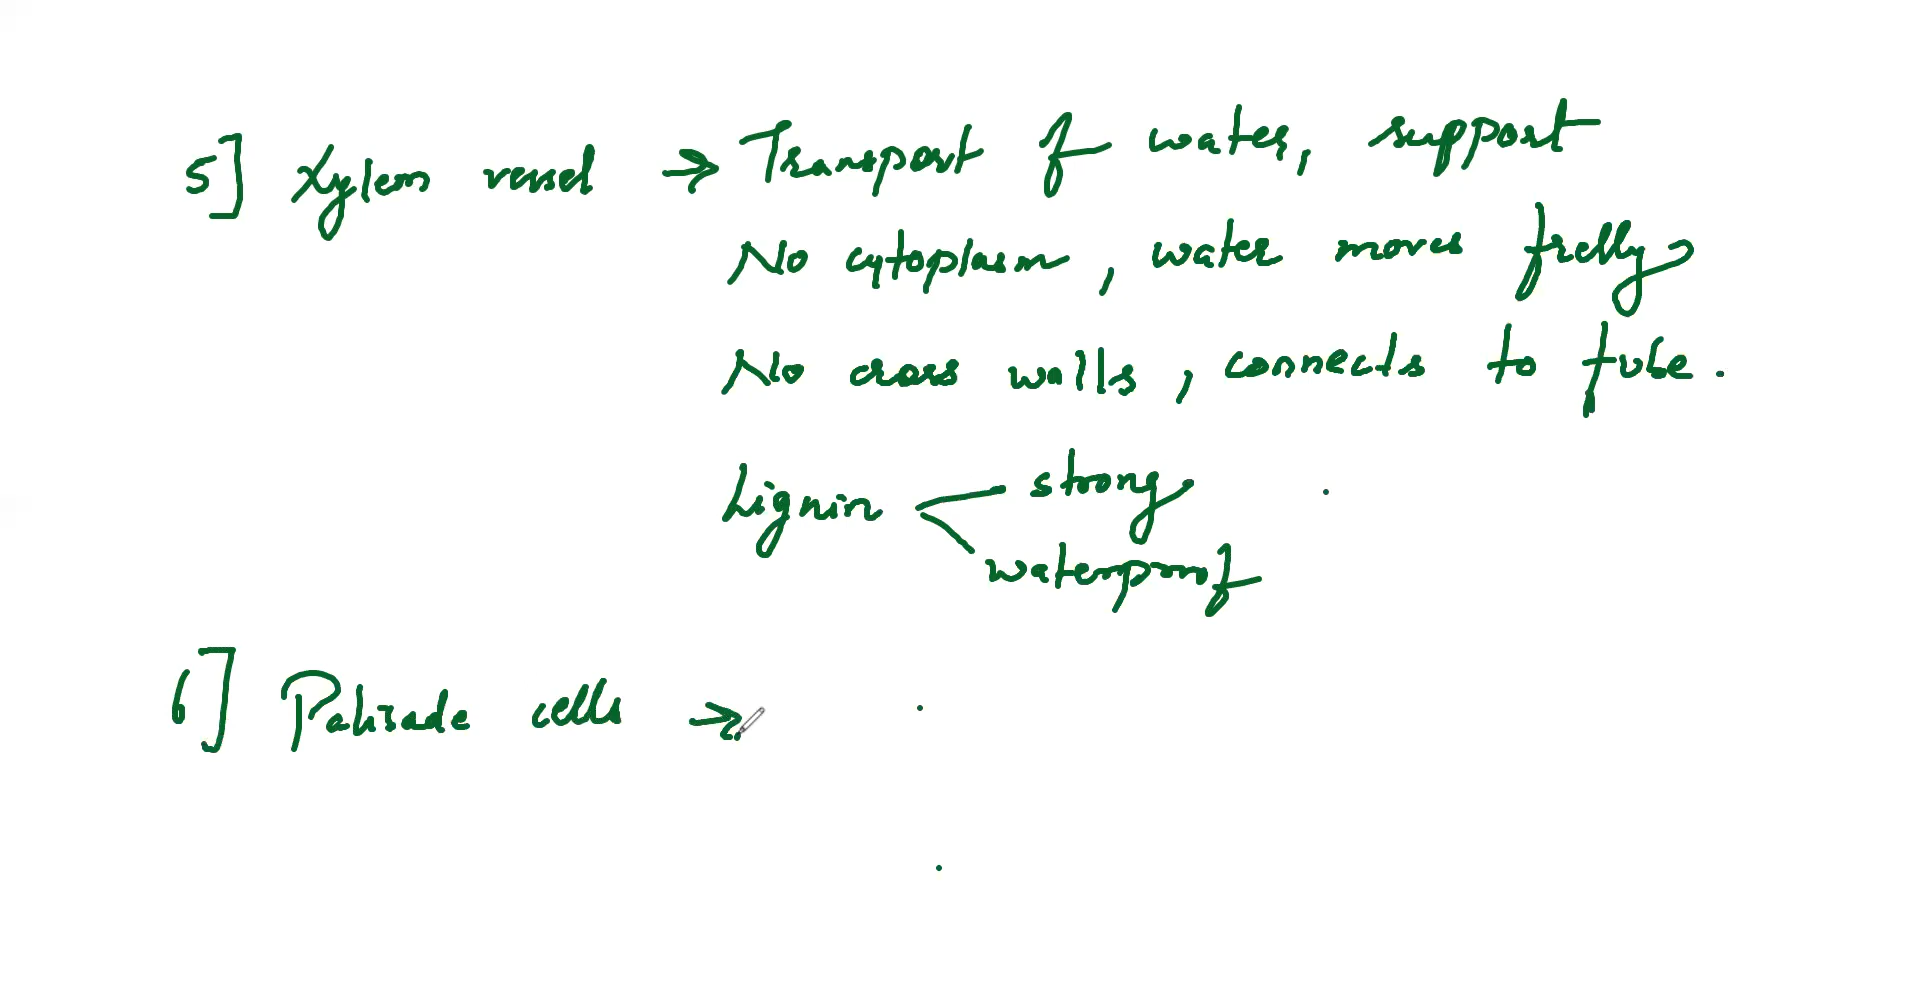 5] Xylem vessel → Transport of water, support
No cytoplasm, water moves freely
No cross walls, connects to tube.
Lignin strong
waterproof
6] Palisade cells →